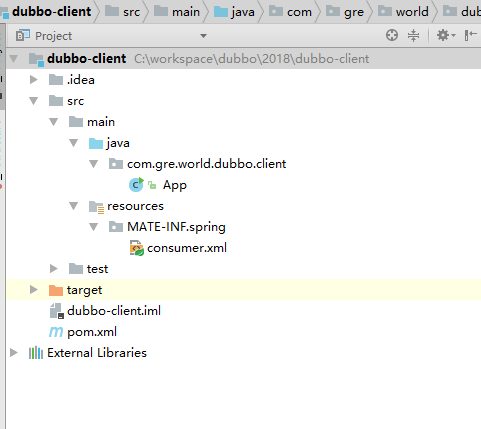 dubbo-client src main java com gre world dub
Project
dubbo-client C:\workspace\dubbo\2018\dubbo-client
.idea
src
main
java
com.gre.world.dubbo.client
App
resources
MATE-INF.spring
consumer.xml
test
target
dubbo-client.iml
pom.xml
External Libraries